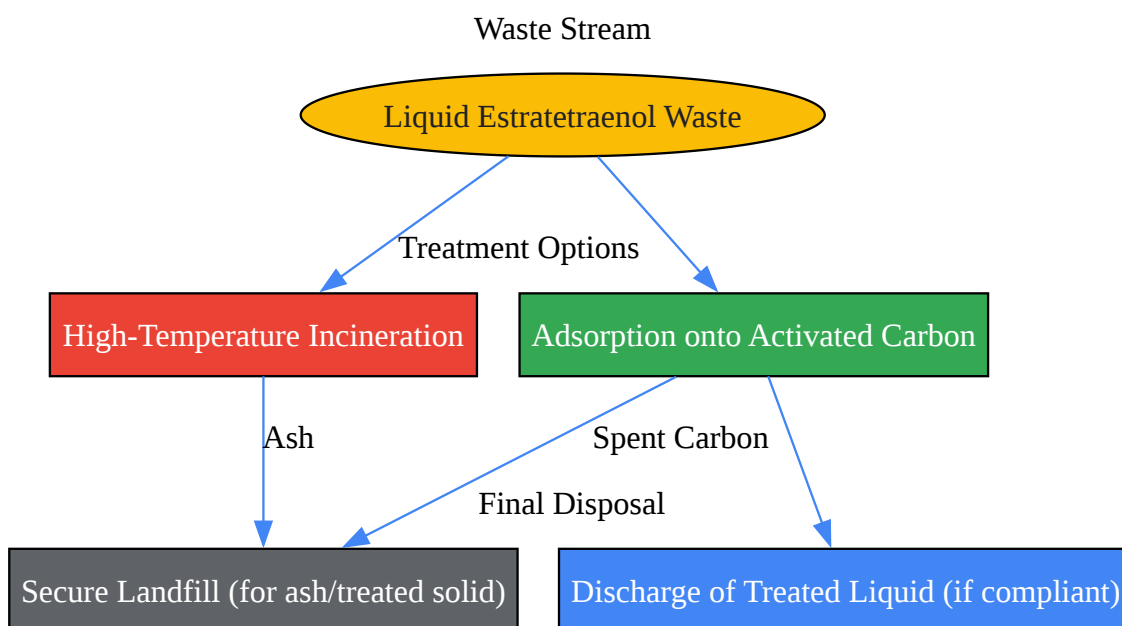 Waste Stream
Liquid Estratetraenol Waste
Treatment Options
High-Temperature Incineration
Adsorption onto Activated Carbon
Ash
Spent Carbon
Final Disposal
Secure Landfill (for ash/treated solid)
Discharge of Treated Liquid (if compliant)